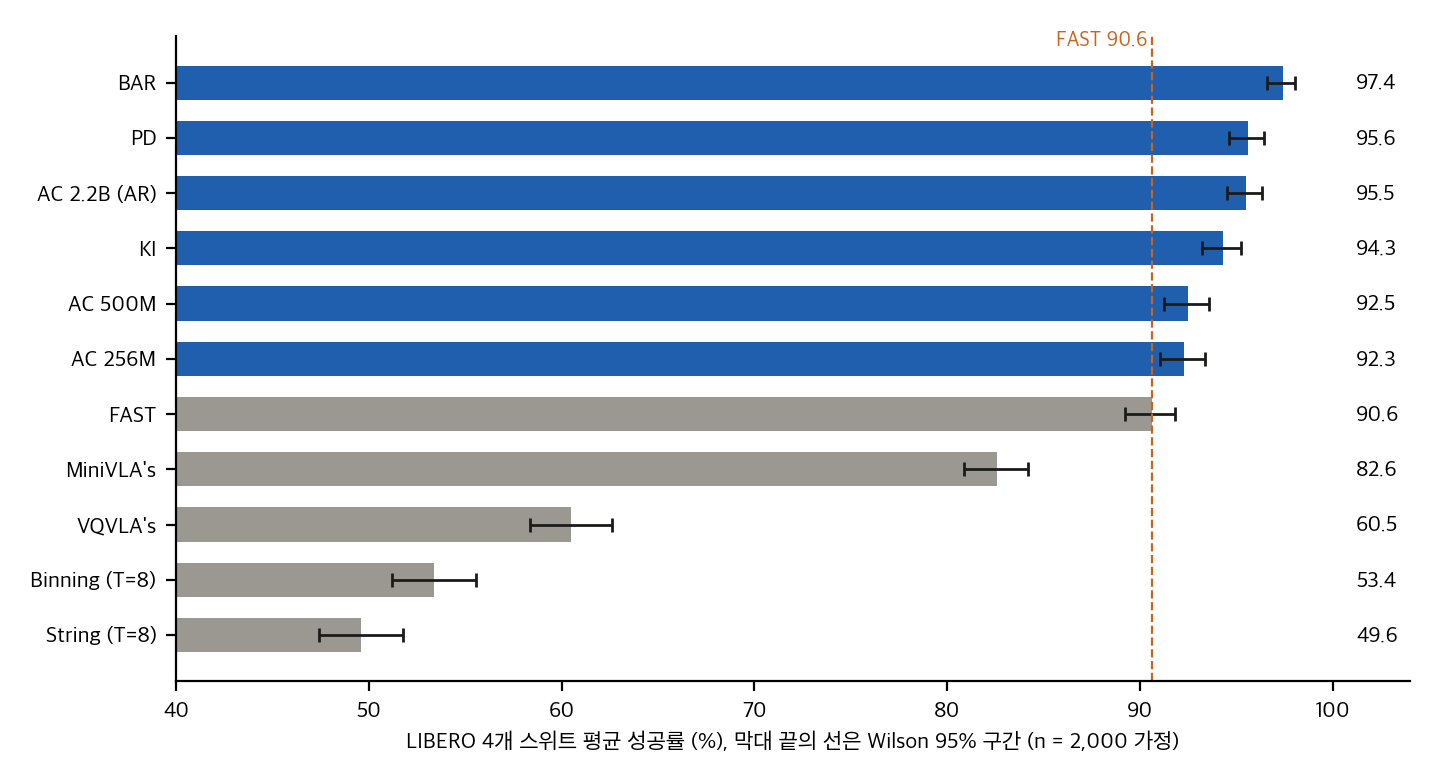 FAST 90.6
BAR 97.4
PD 95.6
AC 2.2B (AR) 95.5
KI 94.3
AC 500M 92.5
AC 256M 92.3
FAST 90.6
MiniVLA's 82.6
VQVLA's 60.5
Binning (T=8) 53.4
String (T=8) 49.6
40 50 60 70 80 90 100
LIBERO 4개 스위트 평균 성공률 (%), 막대 끝의 선은 Wilson 95% 구간 (n = 2,000 가정)